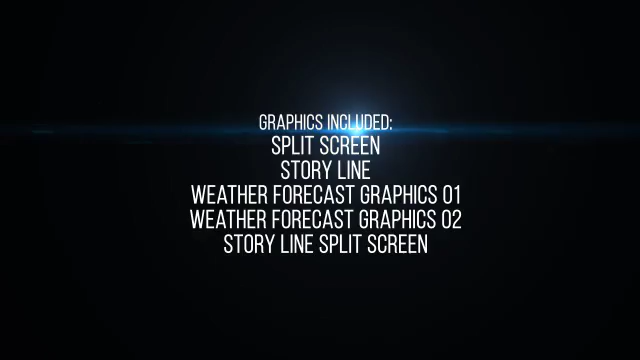 GRAPHICS INCLUDED:
SPLIT SCREEN
STORY LINE
WEATHER FORECAST GRAPHICS 01
WEATHER FORECAST GRAPHICS 02
STORY LINE SPLIT SCREEN